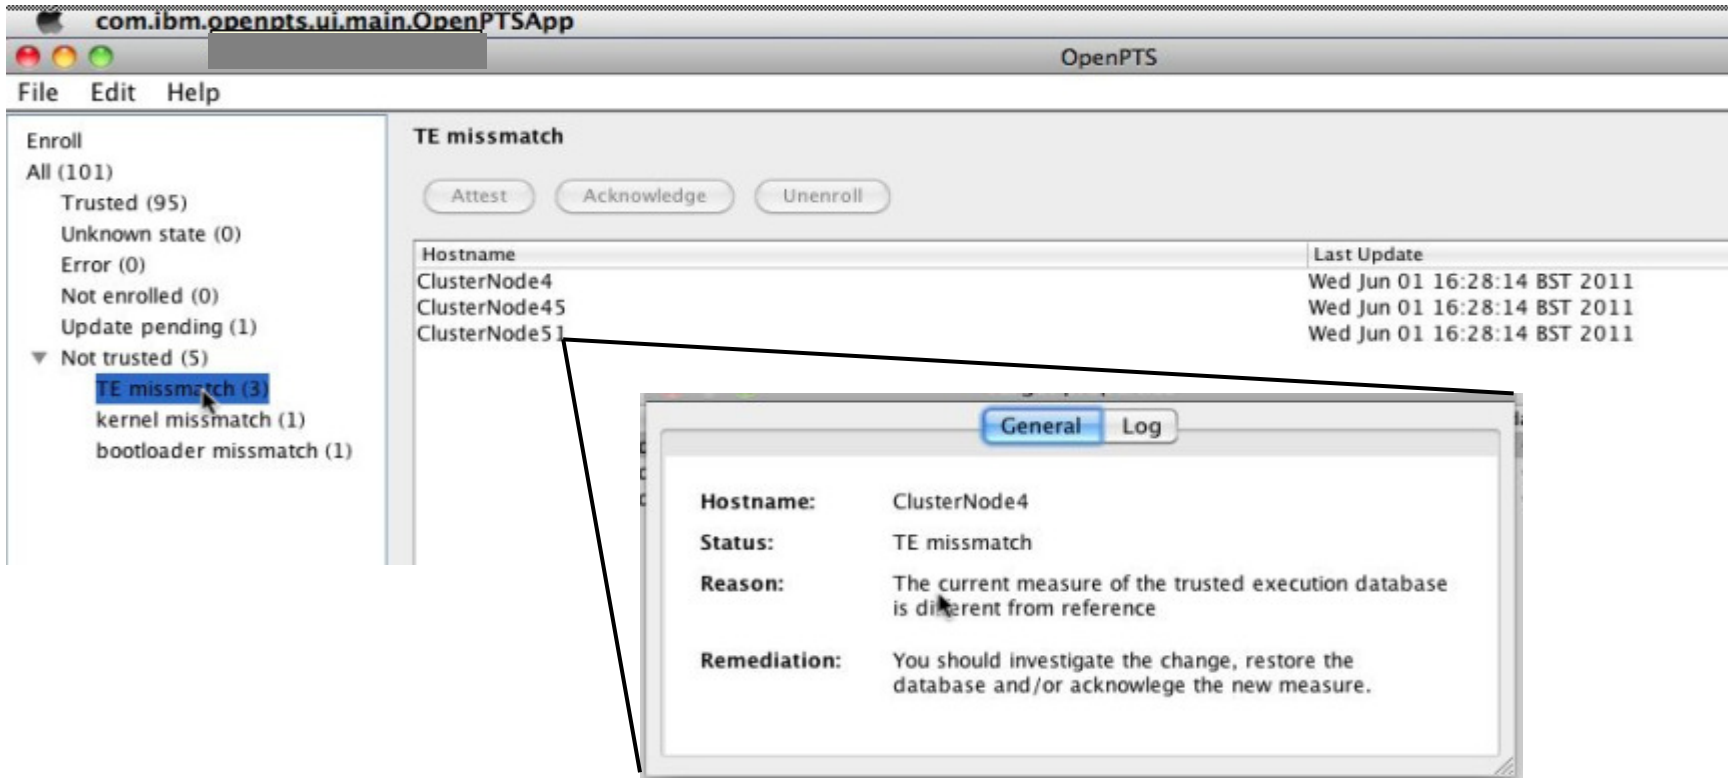 com.ibm.openpts.ui.main.OpenPTSApp
OpenPTS
File Edit Help
Enroll
All (101)
Trusted (95)
Unknown state (0)
Error (0)
Not enrolled (0)
Update pending (1)
Not trusted (5)
TE missmatch (3)
kernel missmatch (1)
bootloader missmatch (1)
TE missmatch
Attest Acknowledge Unenroll
Hostname Last Update
ClusterNode4 Wed Jun 01 16:28:14 BST 2011
ClusterNode45 Wed Jun 01 16:28:14 BST 2011
ClusterNode51 Wed Jun 01 16:28:14 BST 2011
General Log
Hostname: ClusterNode4
Status: TE missmatch
Reason: The current measure of the trusted execution database
is different from reference
Remediation: You should investigate the change, restore the
database and/or acknowlege the new measure.